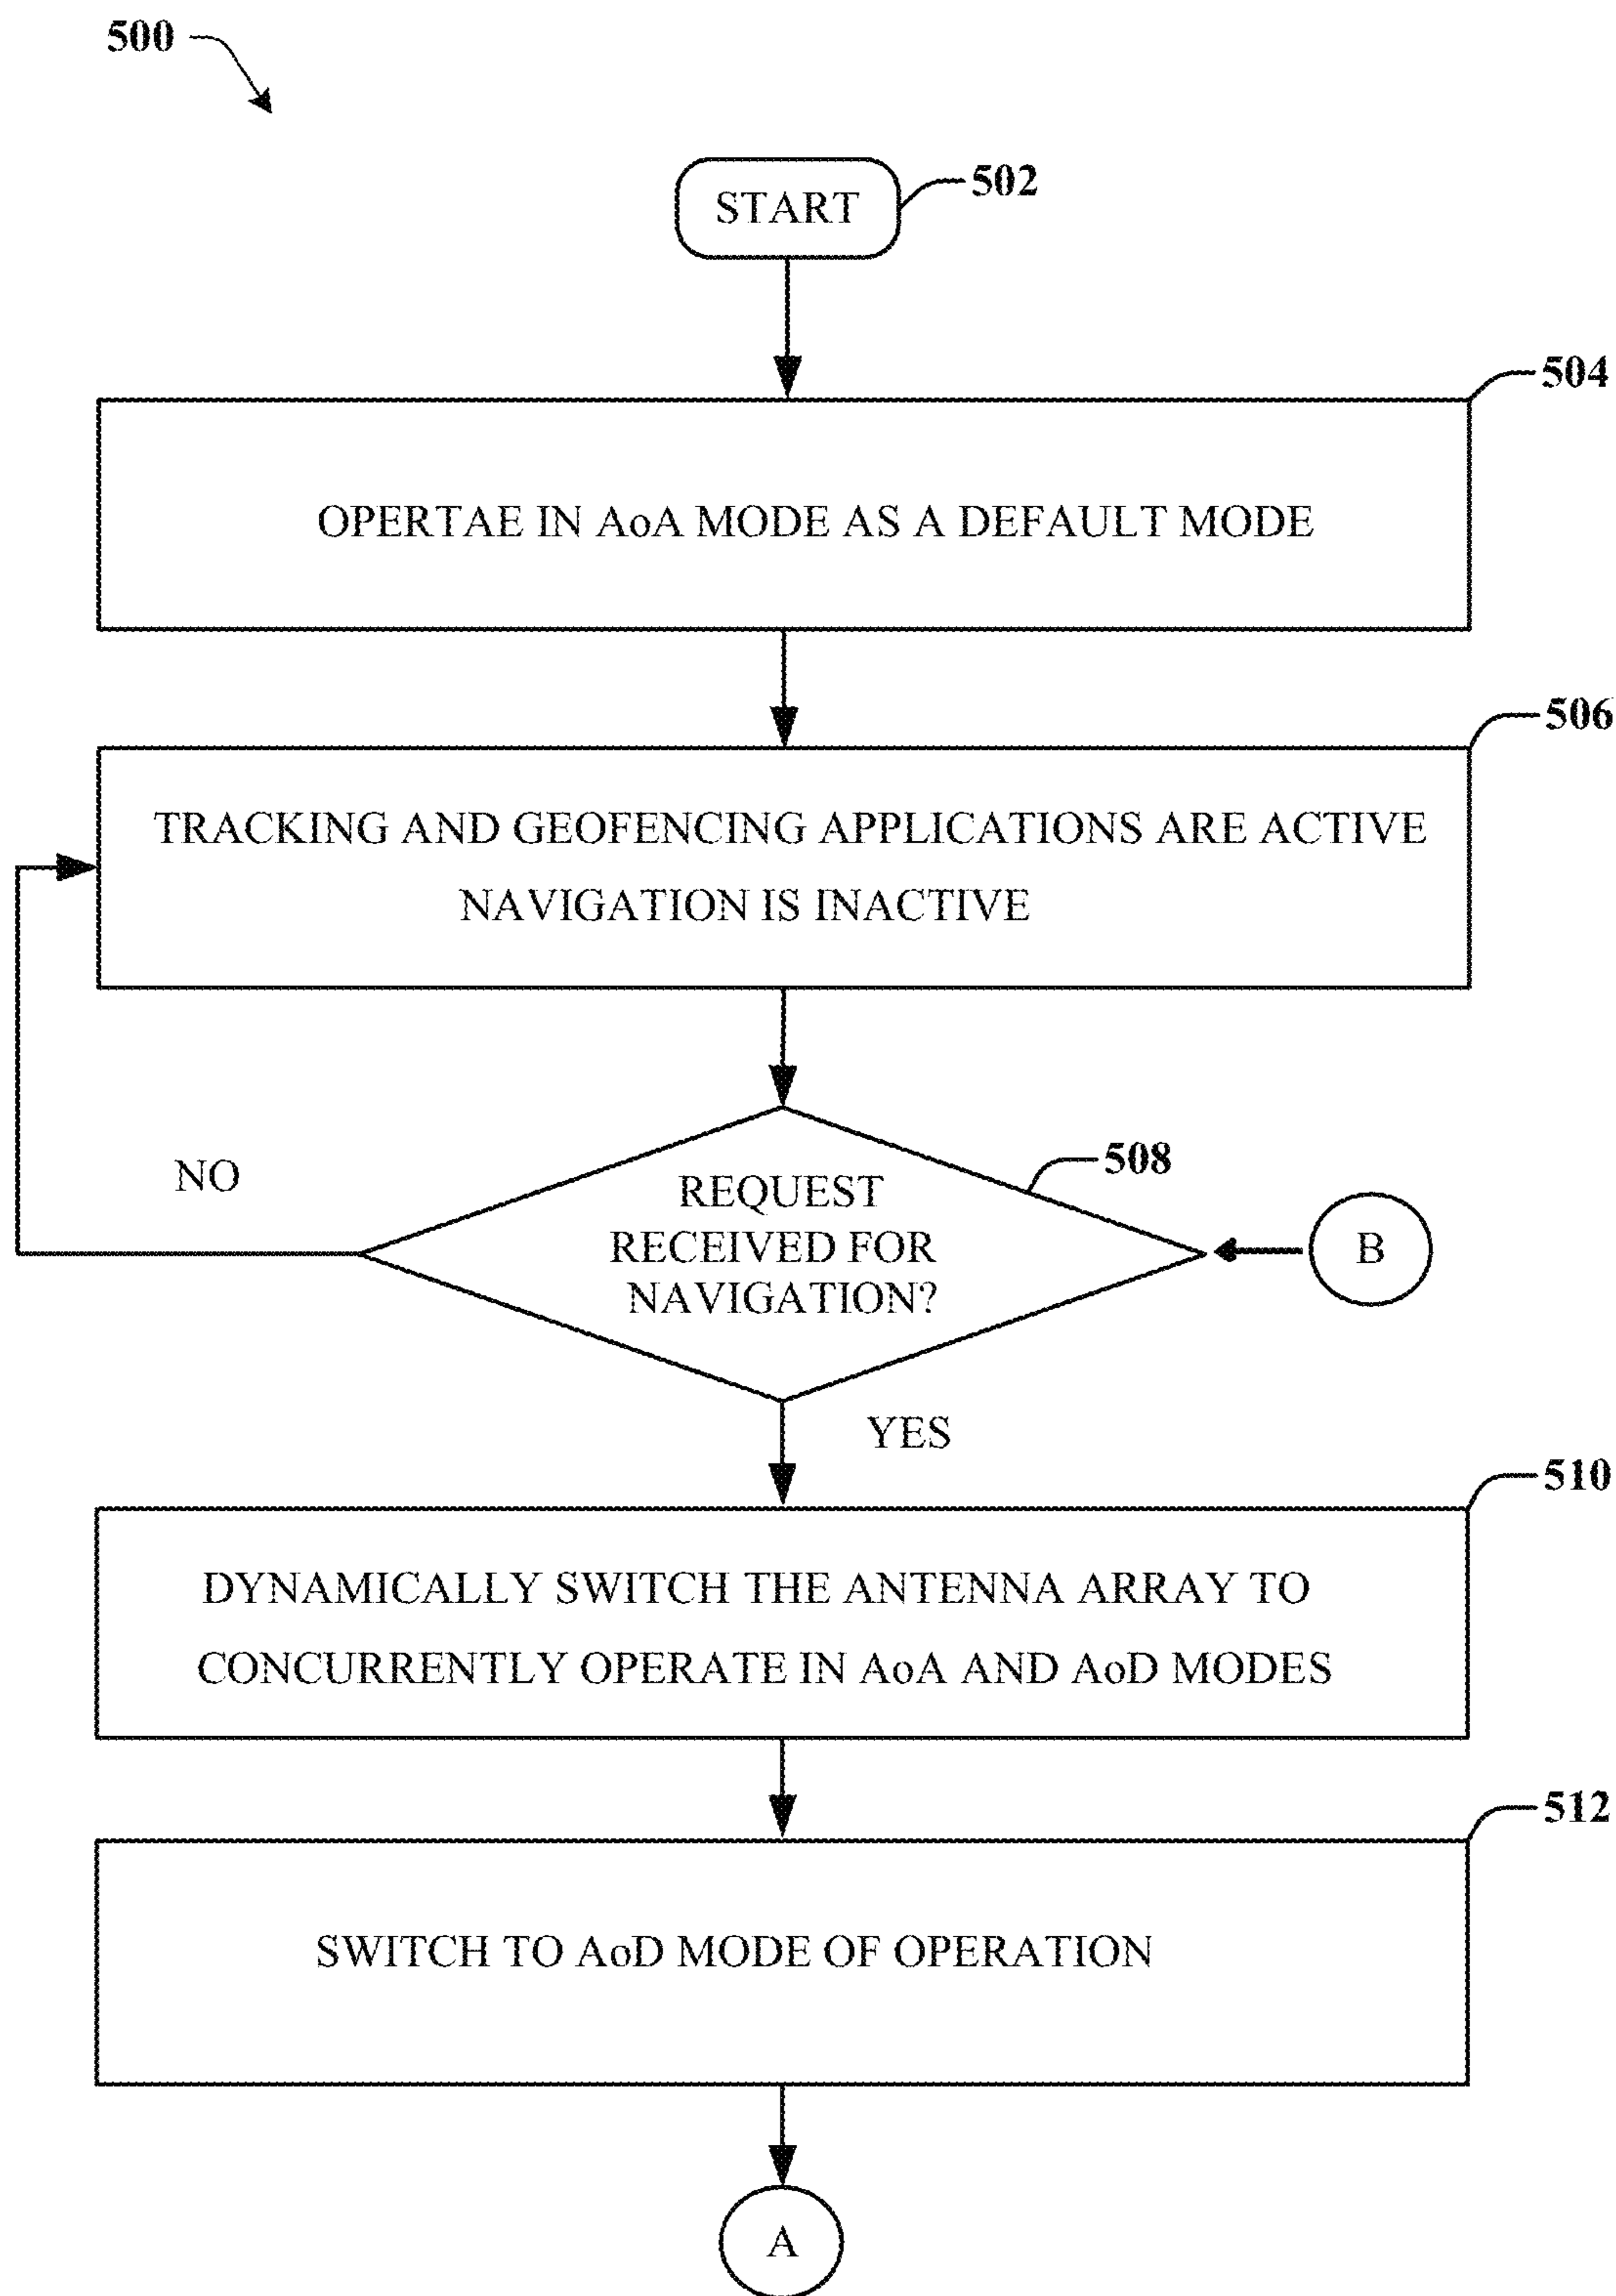 500
START
502
504
OPERTAE IN AoA MODE AS A DEFAULT MODE
506
TRACKING AND GEOFENCING APPLICATIONS ARE ACTIVE
NAVIGATION IS INACTIVE
NO
508
REQUEST
RECEIVED FOR
NAVIGATION?
B
YES
510
DYNAMICALLY SWITCH THE ANTENNA ARRAY TO
CONCURRENTLY OPERATE IN AoA AND AoD MODES
512
SWITCH TO AoD MODE OF OPERATION
A